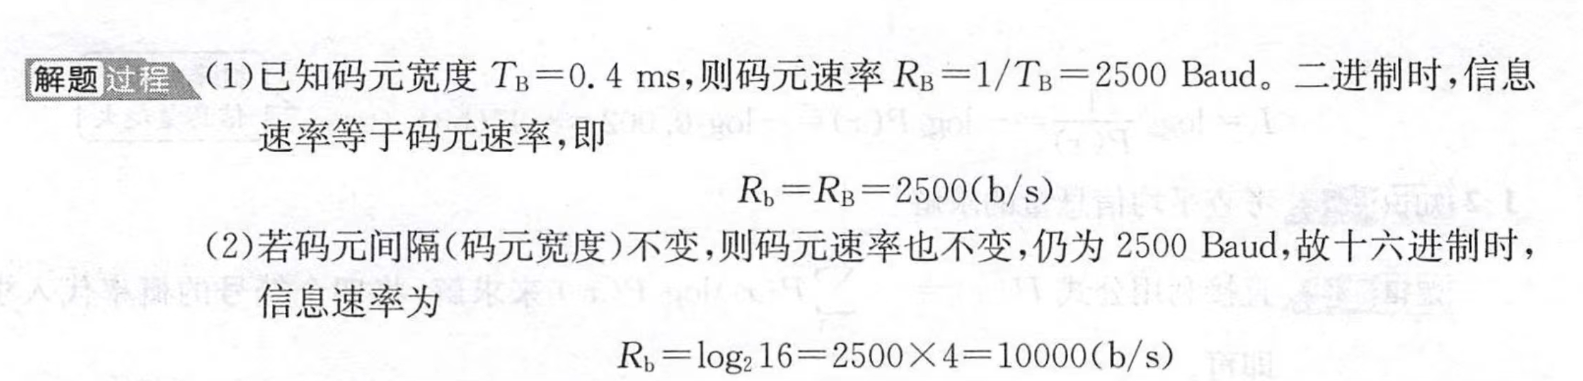 解题过程 (1)已知码元宽度 T_B=0.4 ms,则码元速率 R_B=1/T_B=2500 Baud。二进制时,信息
速率等于码元速率,即
R_b=R_B=2500(b/s)
(2)若码元间隔(码元宽度)不变,则码元速率也不变,仍为 2500 Baud,故十六进制时,
信息速率为
R_b=log₂16=2500×4=10000(b/s)